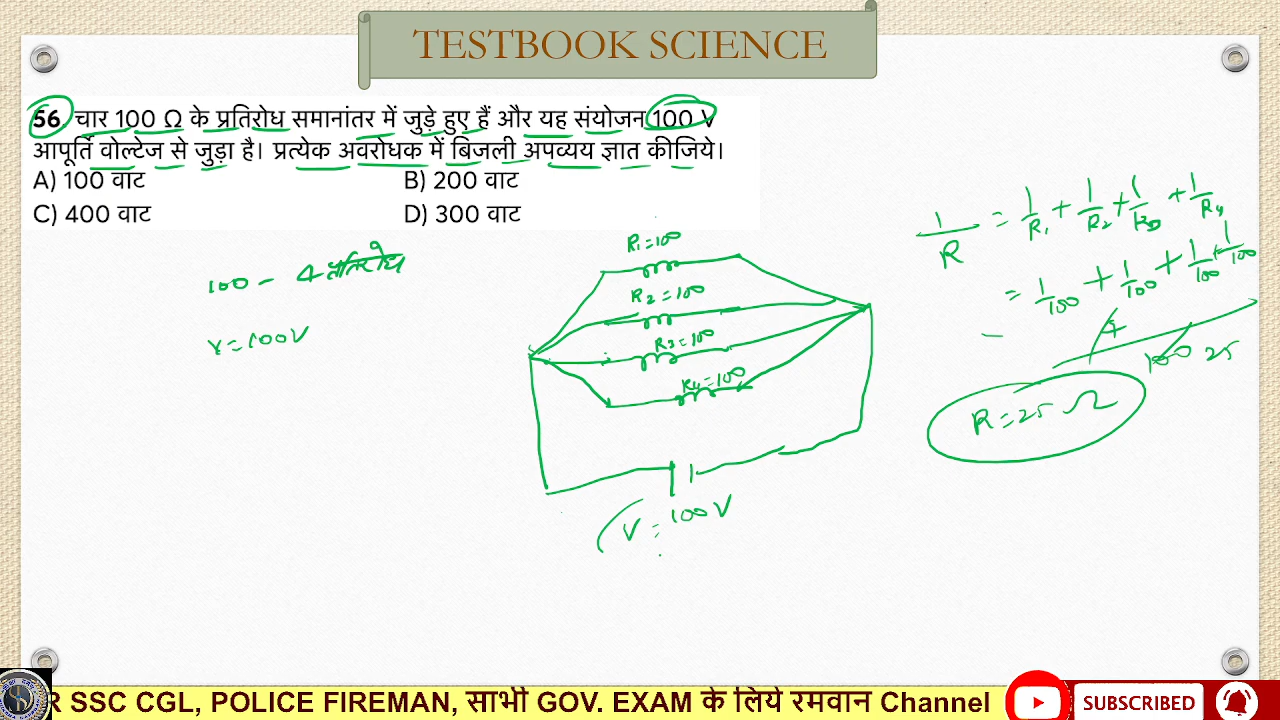 TESTBOOK SCIENCE
56. चार 100 Ω के प्रतिरोध समानांतर में जुड़े हुए हैं और यह संयोजन 100 V
आपूर्ति वोल्टेज से जुड़ा है। प्रत्येक अवरोधक में बिजली अपव्यय ज्ञात कीजिये।
A) 100 वाट B) 200 वाट
C) 400 वाट D) 300 वाट
100 - 4 प्रतिरोध
V = 100V
R1 = 100
R2 = 100
R3 = 100
R4 = 100
V = 100V
1/R = 1/R1 + 1/R2 + 1/R3 + 1/R4
= 1/100 + 1/100 + 1/100 + 1/100
= 4/100 25
R = 25 Ω
R SSC CGL, POLICE FIREMAN, साभी GOV. EXAM के लिये रमवान Channel SUBSCRIBED